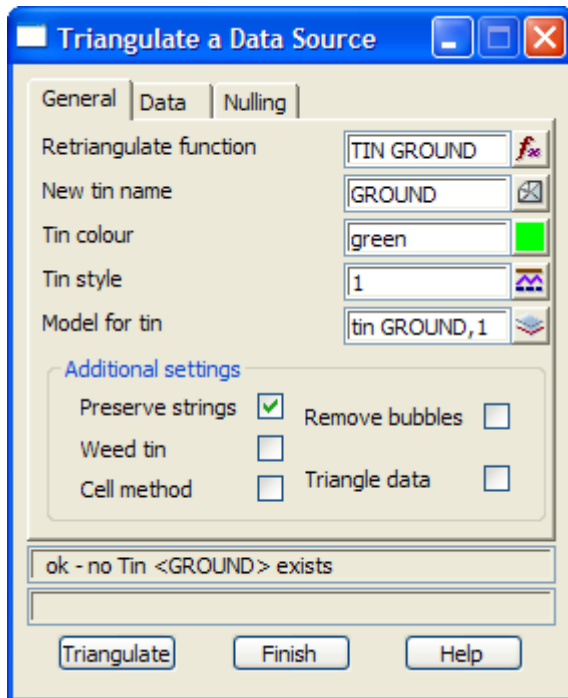 Triangulate a Data Source
General Data Nulling
Retriangulate function TIN GROUND
New tin name GROUND
Tin colour green
Tin style 1
Model for tin tin GROUND,1
Additional settings
Preserve strings Remove bubbles
Weed tin
Cell method Triangle data
ok - no Tin <GROUND> exists
Triangulate Finish Help